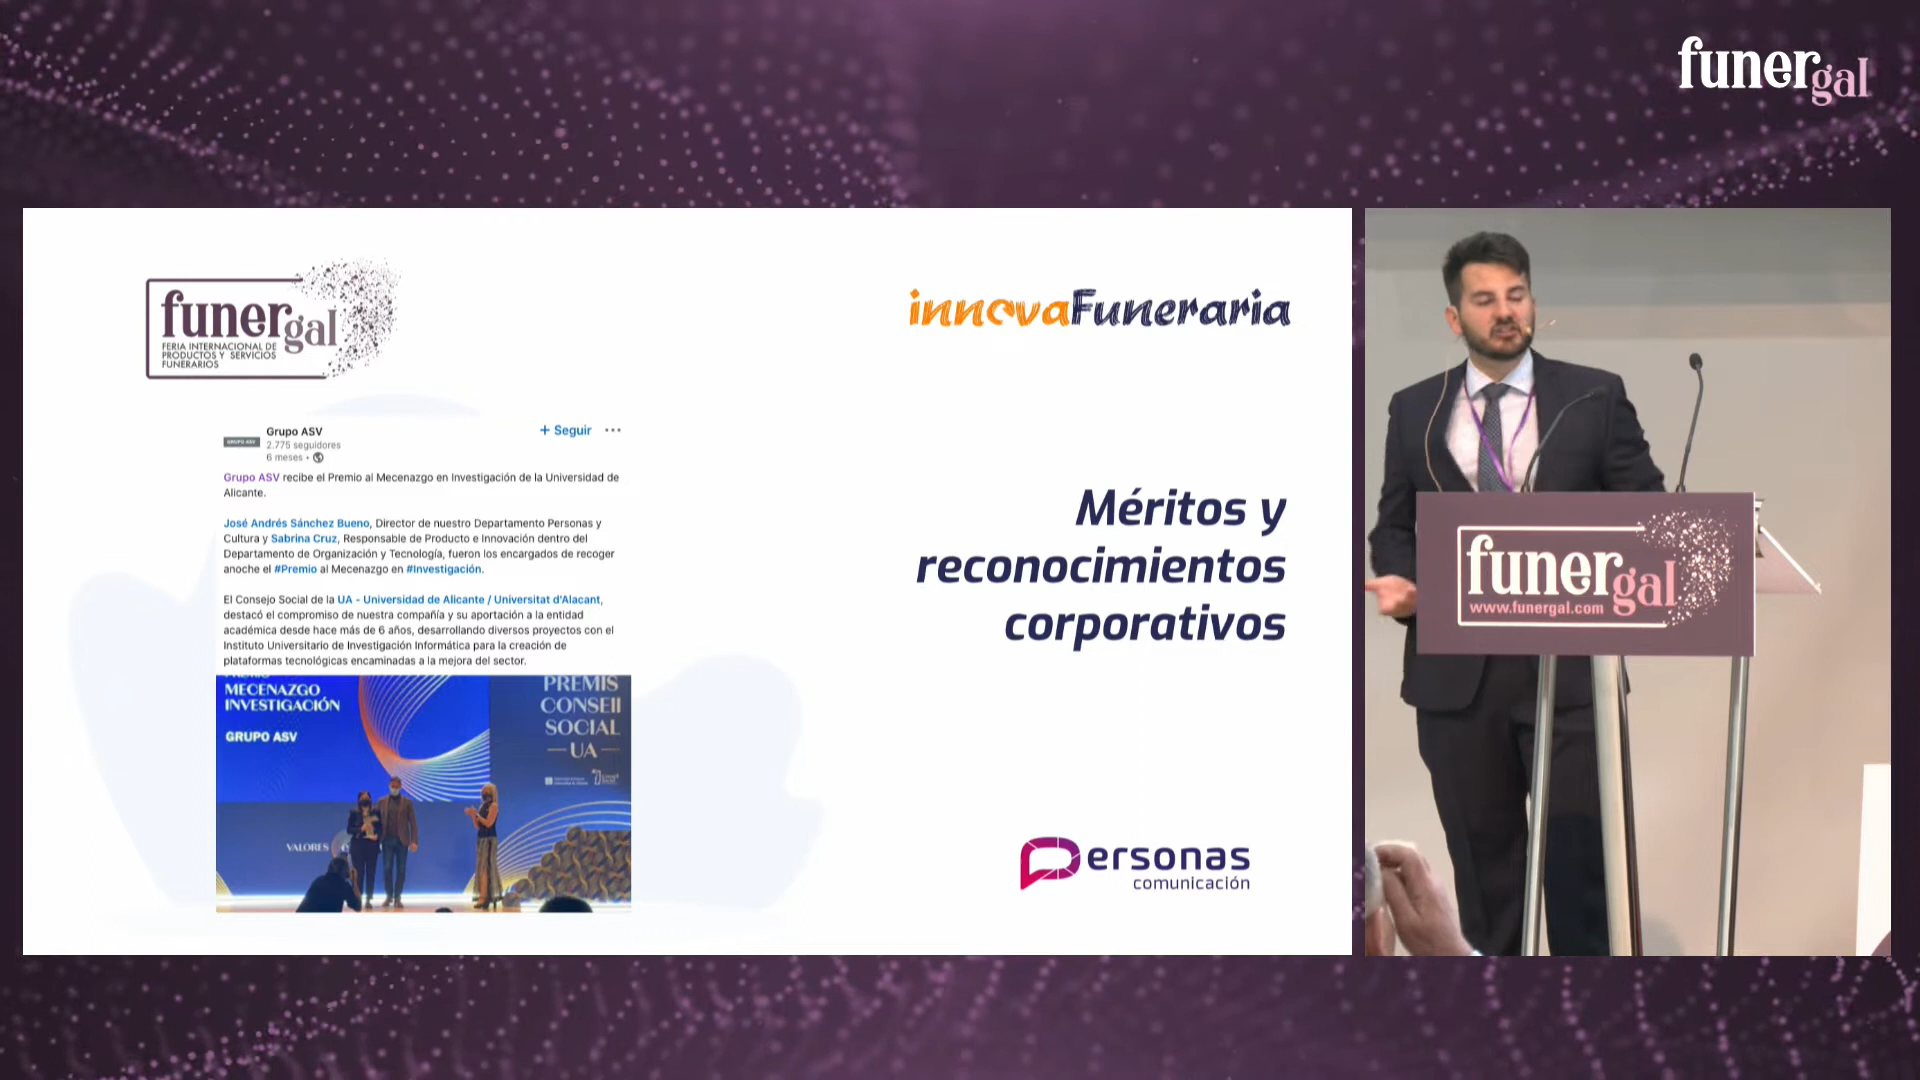 funergal
funergal
FERIA INTERNACIONAL DE
PRODUCTOS Y SERVICIOS
FUNERARIOS
innovaFuneraria
GRUPO ASV
Grupo ASV
2.775 seguidores
6 meses •
+ Seguir ...
Grupo ASV recibe el Premio al Mecenazgo en Investigación de la Universidad de
Alicante.
José Andrés Sánchez Bueno, Director de nuestro Departamento Personas y
Cultura y Sabrina Cruz, Responsable de Producto e Innovación dentro del
Departamento de Organización y Tecnología, fueron los encargados de recoger
anoche el #Premio al Mecenazgo en #Investigación.
El Consejo Social de la UA - Universidad de Alicante / Universitat d'Alacant,
destacó el compromiso de nuestra compañía y su aportación a la entidad
académica desde hace más de 6 años, desarrollando diversos proyectos con el
Instituto Universitario de Investigación Informática para la creación de
plataformas tecnológicas encaminadas a la mejora del sector.
MECENAZGO
INVESTIGACIÓN
GRUPO ASV
PREMIS
CONSELL
SOCIAL
— UA —
VALORES
Méritos y
reconocimientos
corporativos
Personas
comunicación
funergal
www.funergal.com